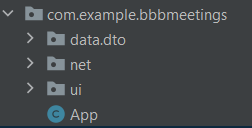 com.example.bbbmeetings
data.dto
net
ui
C App